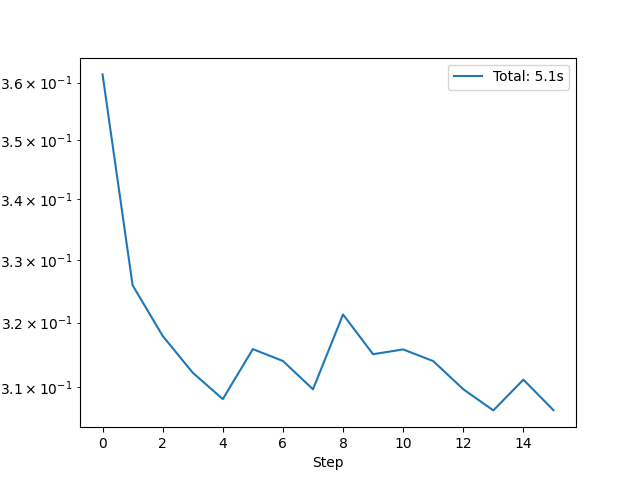 Total: 5.1s
3.6 × 10⁻¹
3.5 × 10⁻¹
3.4 × 10⁻¹
3.3 × 10⁻¹
3.2 × 10⁻¹
3.1 × 10⁻¹
0 2 4 6 8 10 12 14
Step